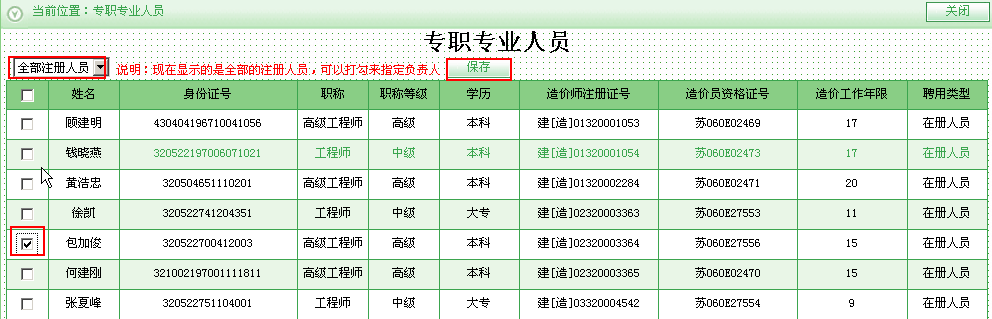 当前位置：专职专业人员 关闭
专职专业人员
全部注册人员 说明：现在显示的是全部的注册人员，可以打勾来指定负责人 保存
姓名 身份证号 职称 职称等级 学历 造价师注册证号 造价员资格证号 造价工作年限 聘用类型
顾建明 430404196710041056 高级工程师 高级 本科 建[造]01320001053 苏060E02469 17 在册人员
钱晓燕 320522197006071021 工程师 中级 本科 建[造]01320001054 苏060E02473 17 在册人员
黄浩忠 320504651110201 高级工程师 高级 本科 建[造]01320002284 苏060E02471 20 在册人员
徐凯 320522741204351 工程师 中级 大专 建[造]02320003363 苏060E27553 11 在册人员
包加俊 320522700412003 工程师 中级 本科 建[造]02320003364 苏060E27556 15 在册人员
何建刚 321002197001111811 高级工程师 高级 本科 建[造]02320003365 苏060E02470 15 在册人员
张夏峰 320522751104001 工程师 中级 大专 建[造]03320004542 苏060E27554 9 在册人员